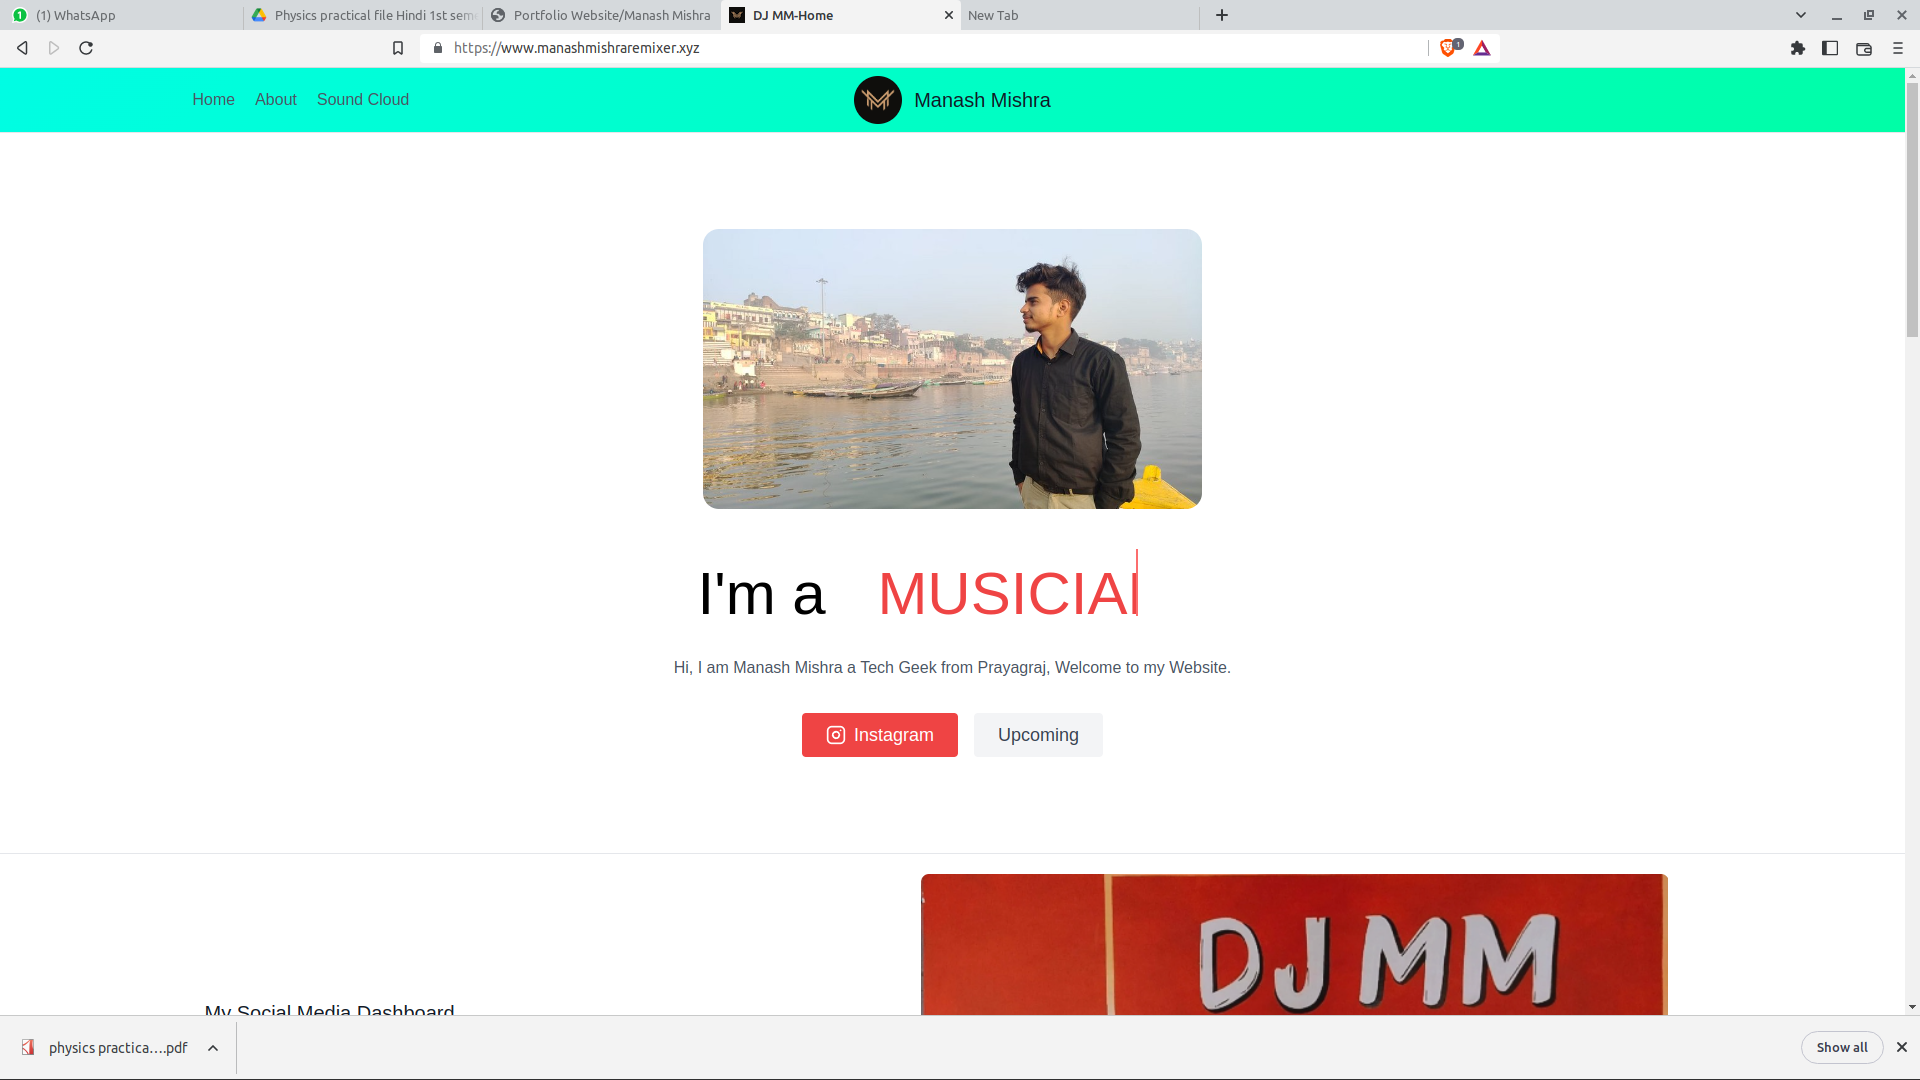 (1) WhatsApp
Physics practical file Hindi 1st sem
Portfolio Website/Manash Mishra
DJ MM-Home
New Tab
https://www.manashmishraremixer.xyz
1
Home
About
Sound Cloud
Manash Mishra
I'm a MUSICIA
Hi, I am Manash Mishra a Tech Geek from Prayagraj, Welcome to my Website.
Instagram
Upcoming
DJ MM
My Social Media Dashboard
physics practica....pdf
Show all